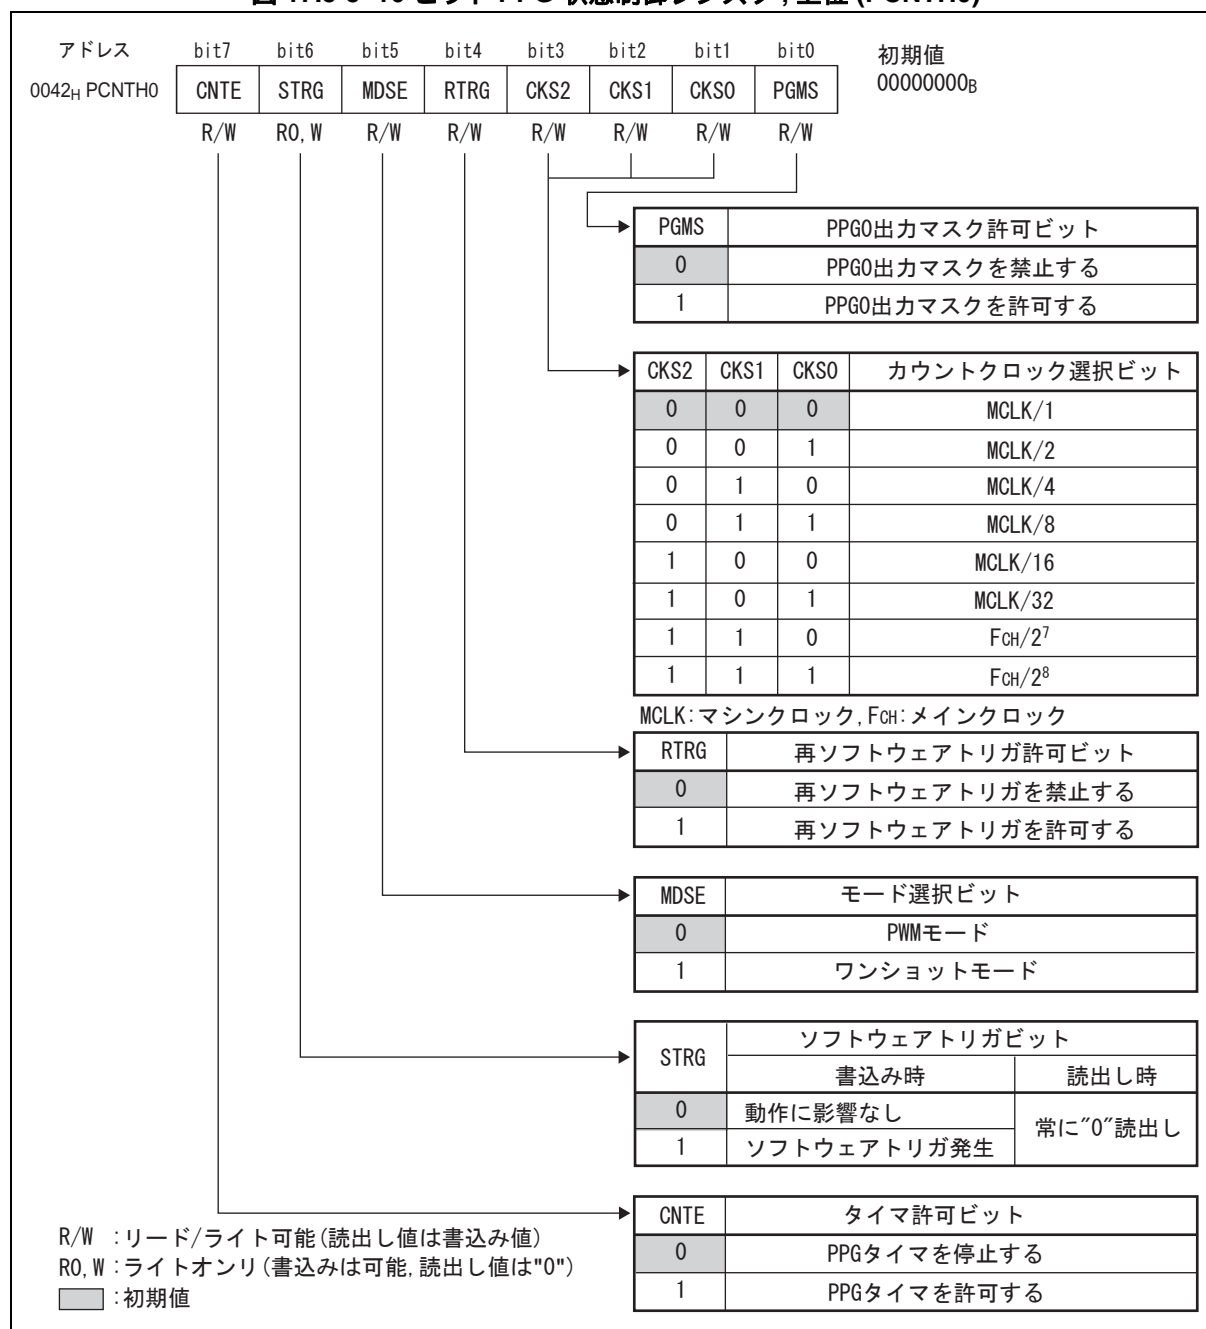 アドレス bit7 bit6 bit5 bit4 bit3 bit2 bit1 bit0 初期値
0042H PCNTH0 CNTE STRG MDSE RTRG CKS2 CKS1 CKS0 PGMS 00000000B
R/W R0,W R/W R/W R/W R/W R/W R/W
PGMS PPG0出力マスク許可ビット
0 PPG0出力マスクを禁止する
1 PPG0出力マスクを許可する
CKS2 CKS1 CKS0 カウントクロック選択ビット
0 0 0 MCLK/1
0 0 1 MCLK/2
0 1 0 MCLK/4
0 1 1 MCLK/8
1 0 0 MCLK/16
1 0 1 MCLK/32
1 1 0 FCH/2⁷
1 1 1 FCH/2⁸
MCLK:マシンクロック,FCH:メインクロック
RTRG 再ソフトウェアトリガ許可ビット
0 再ソフトウェアトリガを禁止する
1 再ソフトウェアトリガを許可する
MDSE モード選択ビット
0 PWMモード
1 ワンショットモード
STRG ソフトウェアトリガビット
書込み時 読出し時
0 動作に影響なし 常に"0"読出し
1 ソフトウェアトリガ発生
CNTE タイマ許可ビット
0 PPGタイマを停止する
1 PPGタイマを許可する
R/W :リード/ライト可能(読出し値は書込み値)
R0,W:ライトオンリ(書込みは可能,読出し値は"0")
:初期値